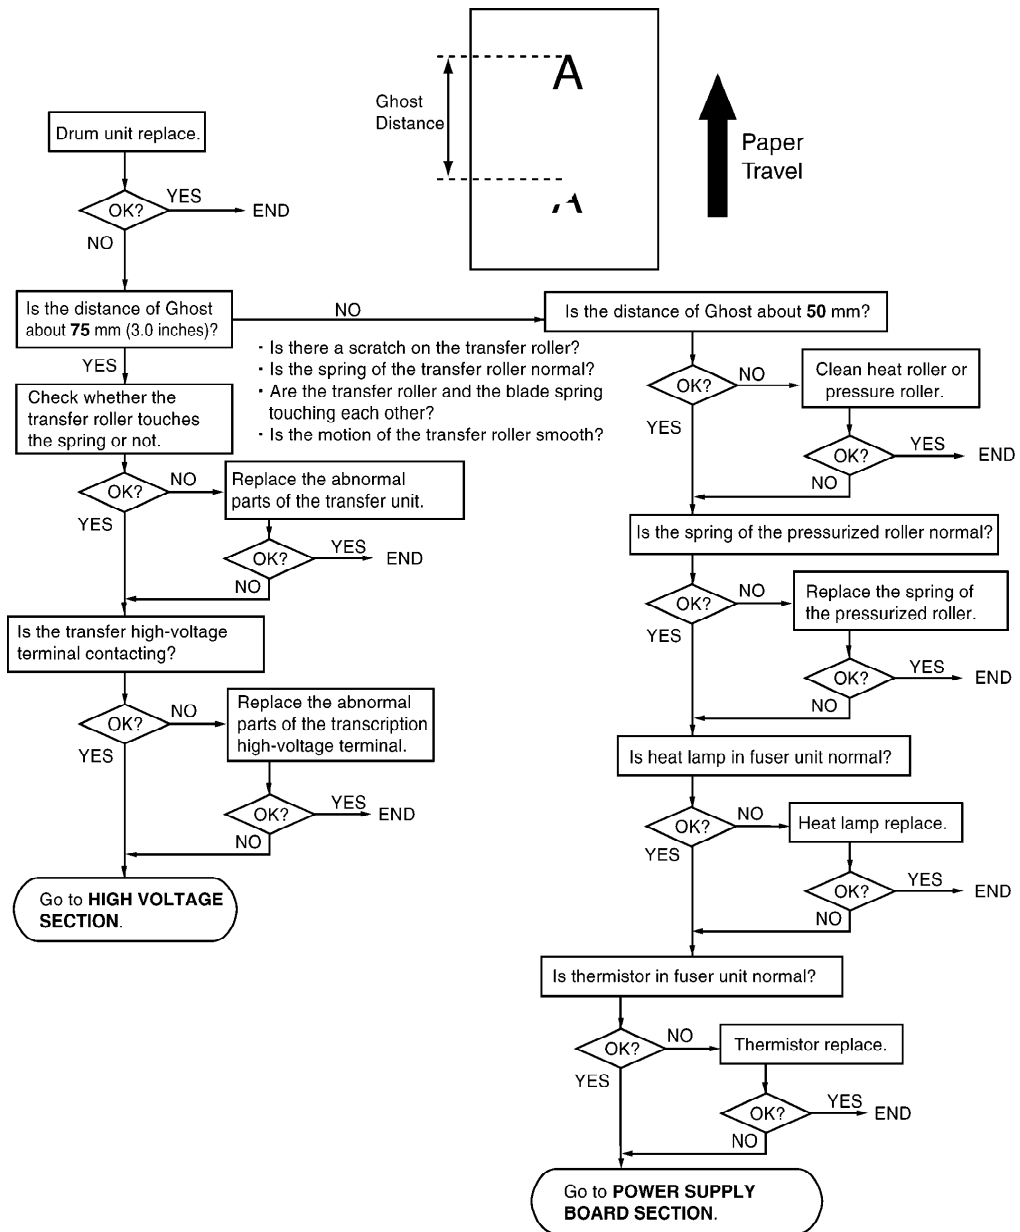 A
Ghost
Distance
A
Paper
Travel
Drum unit replace.
OK?
YES
END
NO
Is the distance of Ghost
about 75 mm (3.0 inches)?
NO
YES
Check whether the
transfer roller touches
the spring or not.
· Is there a scratch on the transfer roller?
· Is the spring of the transfer roller normal?
· Are the transfer roller and the blade spring
touching each other?
· Is the motion of the transfer roller smooth?
OK?
NO
YES
Replace the abnormal
parts of the transfer unit.
OK?
YES
END
NO
Is the transfer high-voltage
terminal contacting?
OK?
NO
YES
Replace the abnormal
parts of the transcription
high-voltage terminal.
OK?
YES
END
NO
Go to HIGH VOLTAGE
SECTION.
Is the distance of Ghost about 50 mm?
OK?
NO
YES
Clean heat roller or
pressure roller.
OK?
YES
END
NO
Is the spring of the pressurized roller normal?
OK?
NO
YES
Replace the spring of
the pressurized roller.
OK?
YES
END
NO
Is heat lamp in fuser unit normal?
OK?
NO
YES
Heat lamp replace.
OK?
YES
END
NO
Is thermistor in fuser unit normal?
OK?
NO
YES
Thermistor replace.
OK?
YES
END
NO
Go to POWER SUPPLY
BOARD SECTION.